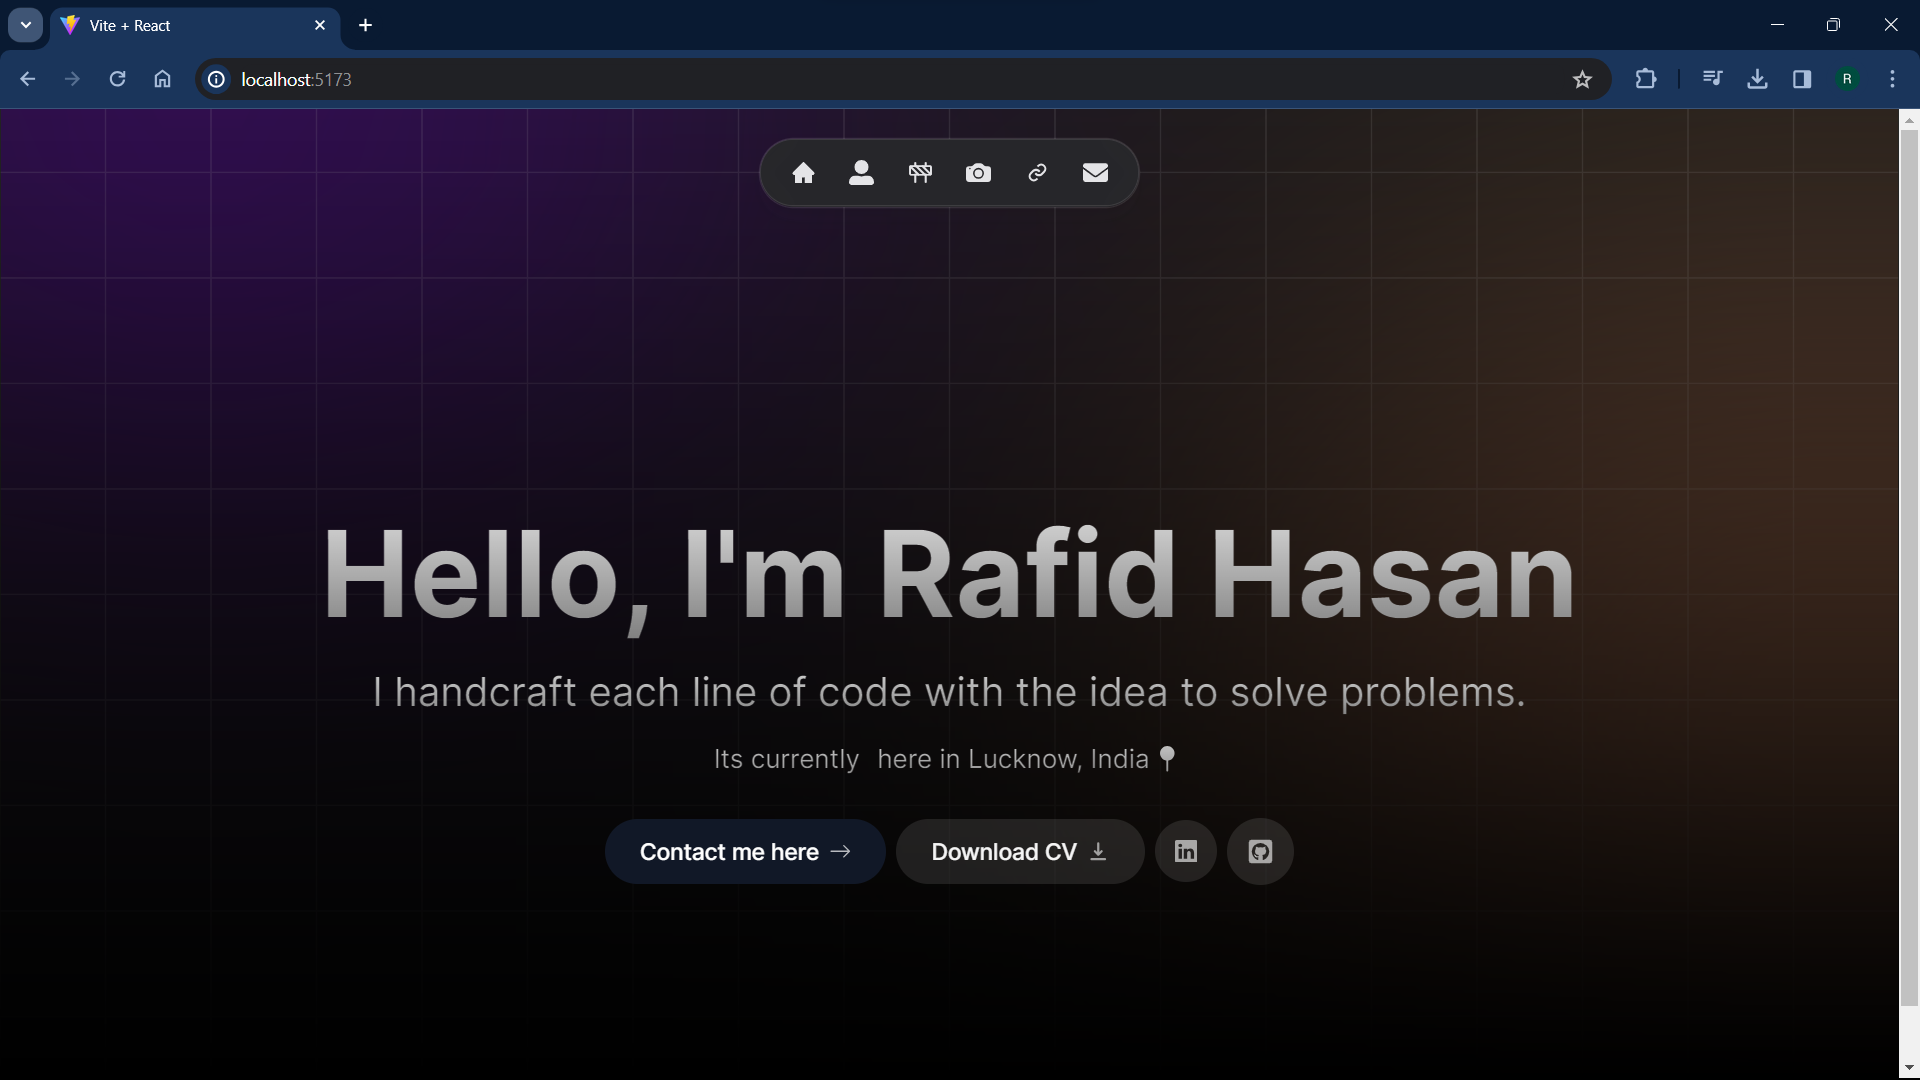 Vite + React
localhost:5173
R
Hello, I'm Rafid Hasan
I handcraft each line of code with the idea to solve problems.
Its currently  here in Lucknow, India
Contact me here
Download CV
in